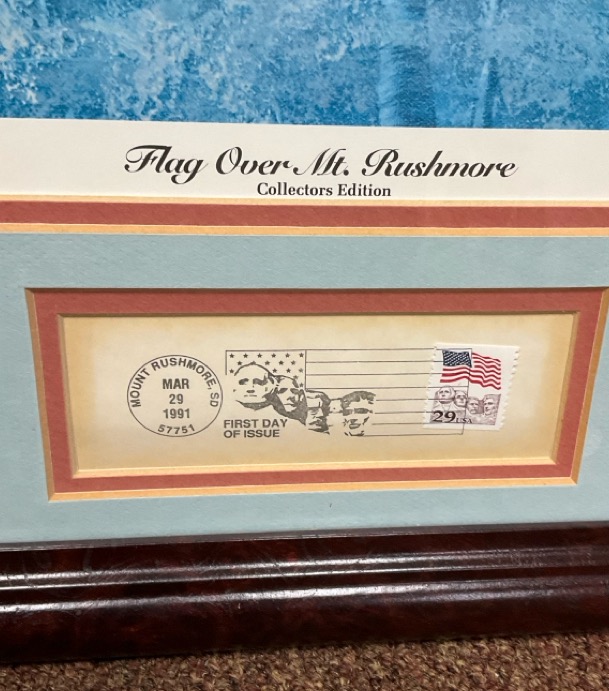 Flag Over Mt. Rushmore
Collectors Edition
MOUNT RUSHMORE, SD
MAR
29
1991
57751
FIRST DAY
OF ISSUE
29 USA